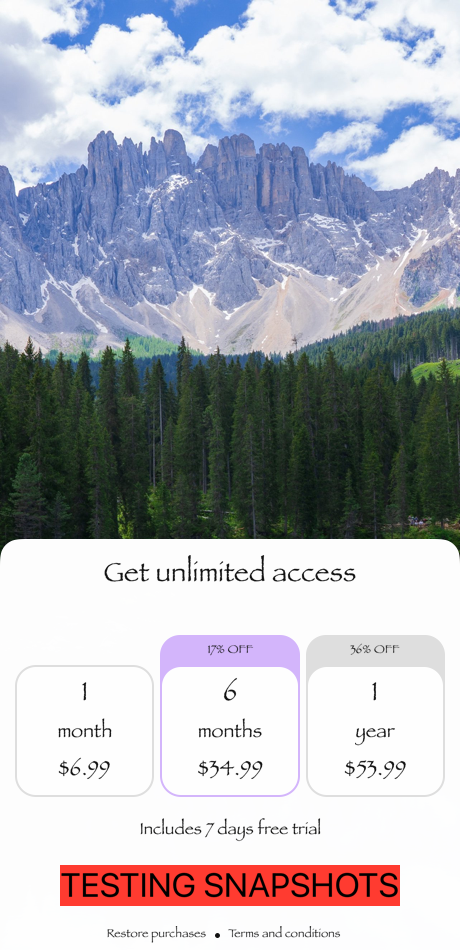 Get unlimited access
17% OFF
36% OFF
1
month
$6.99
6
months
$34.99
1
year
$53.99
Includes 7 days free trial
TESTING SNAPSHOTS
Restore purchases • Terms and conditions